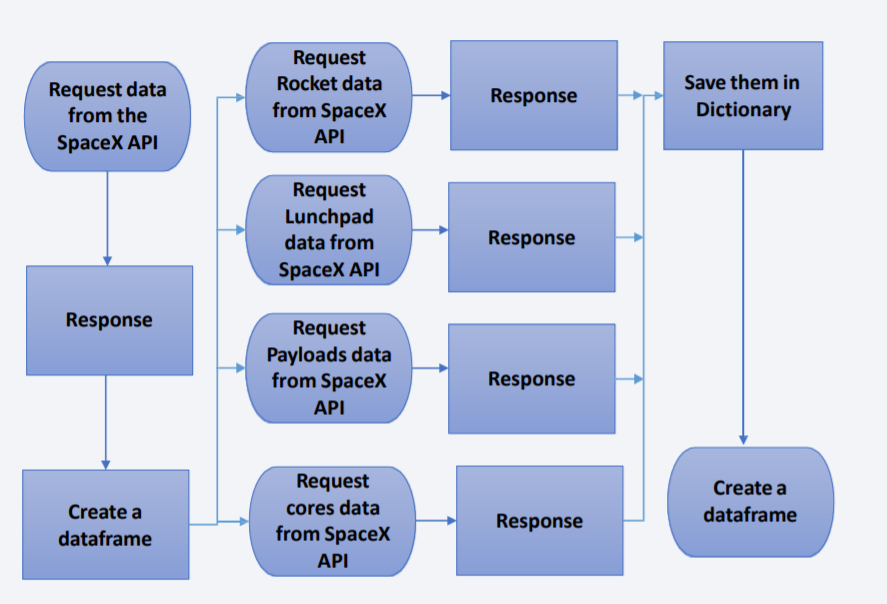 Request data
from the
SpaceX API
Response
Create a
dataframe
Request
Rocket data
from SpaceX
API
Response
Request
Lunchpad
data from
SpaceX API
Response
Request
Payloads data
from SpaceX
API
Response
Request
cores data
from SpaceX
API
Response
Save them in
Dictionary
Create a
dataframe